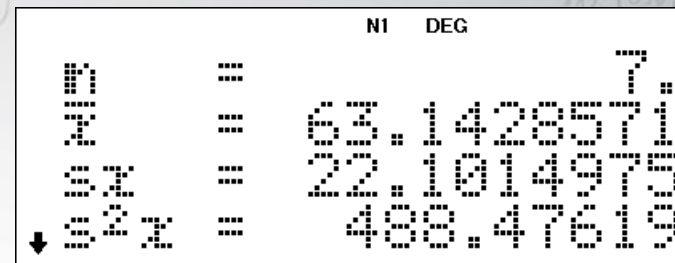 N1 DEG
n = 7.
x̅ = 63.1428571
sx = 22.1014975
s²x = 488.47619